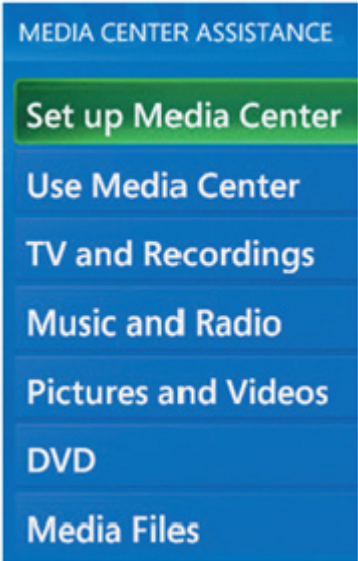 MEDIA CENTER ASSISTANCE
Set up Media Center
Use Media Center
TV and Recordings
Music and Radio
Pictures and Videos
DVD
Media Files